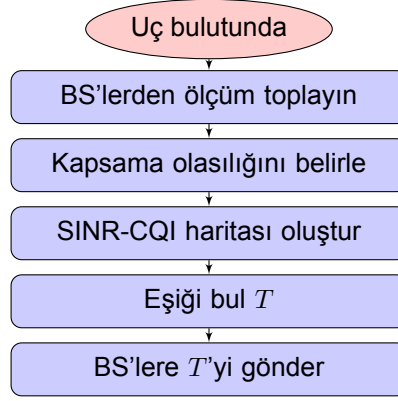 Uç bulutunda
BS'lerden ölçüm toplayın
Kapsama olasılığını belirle
SINR-CQI haritası oluştur
Eşiği bul T
BS'lere T'yi gönder